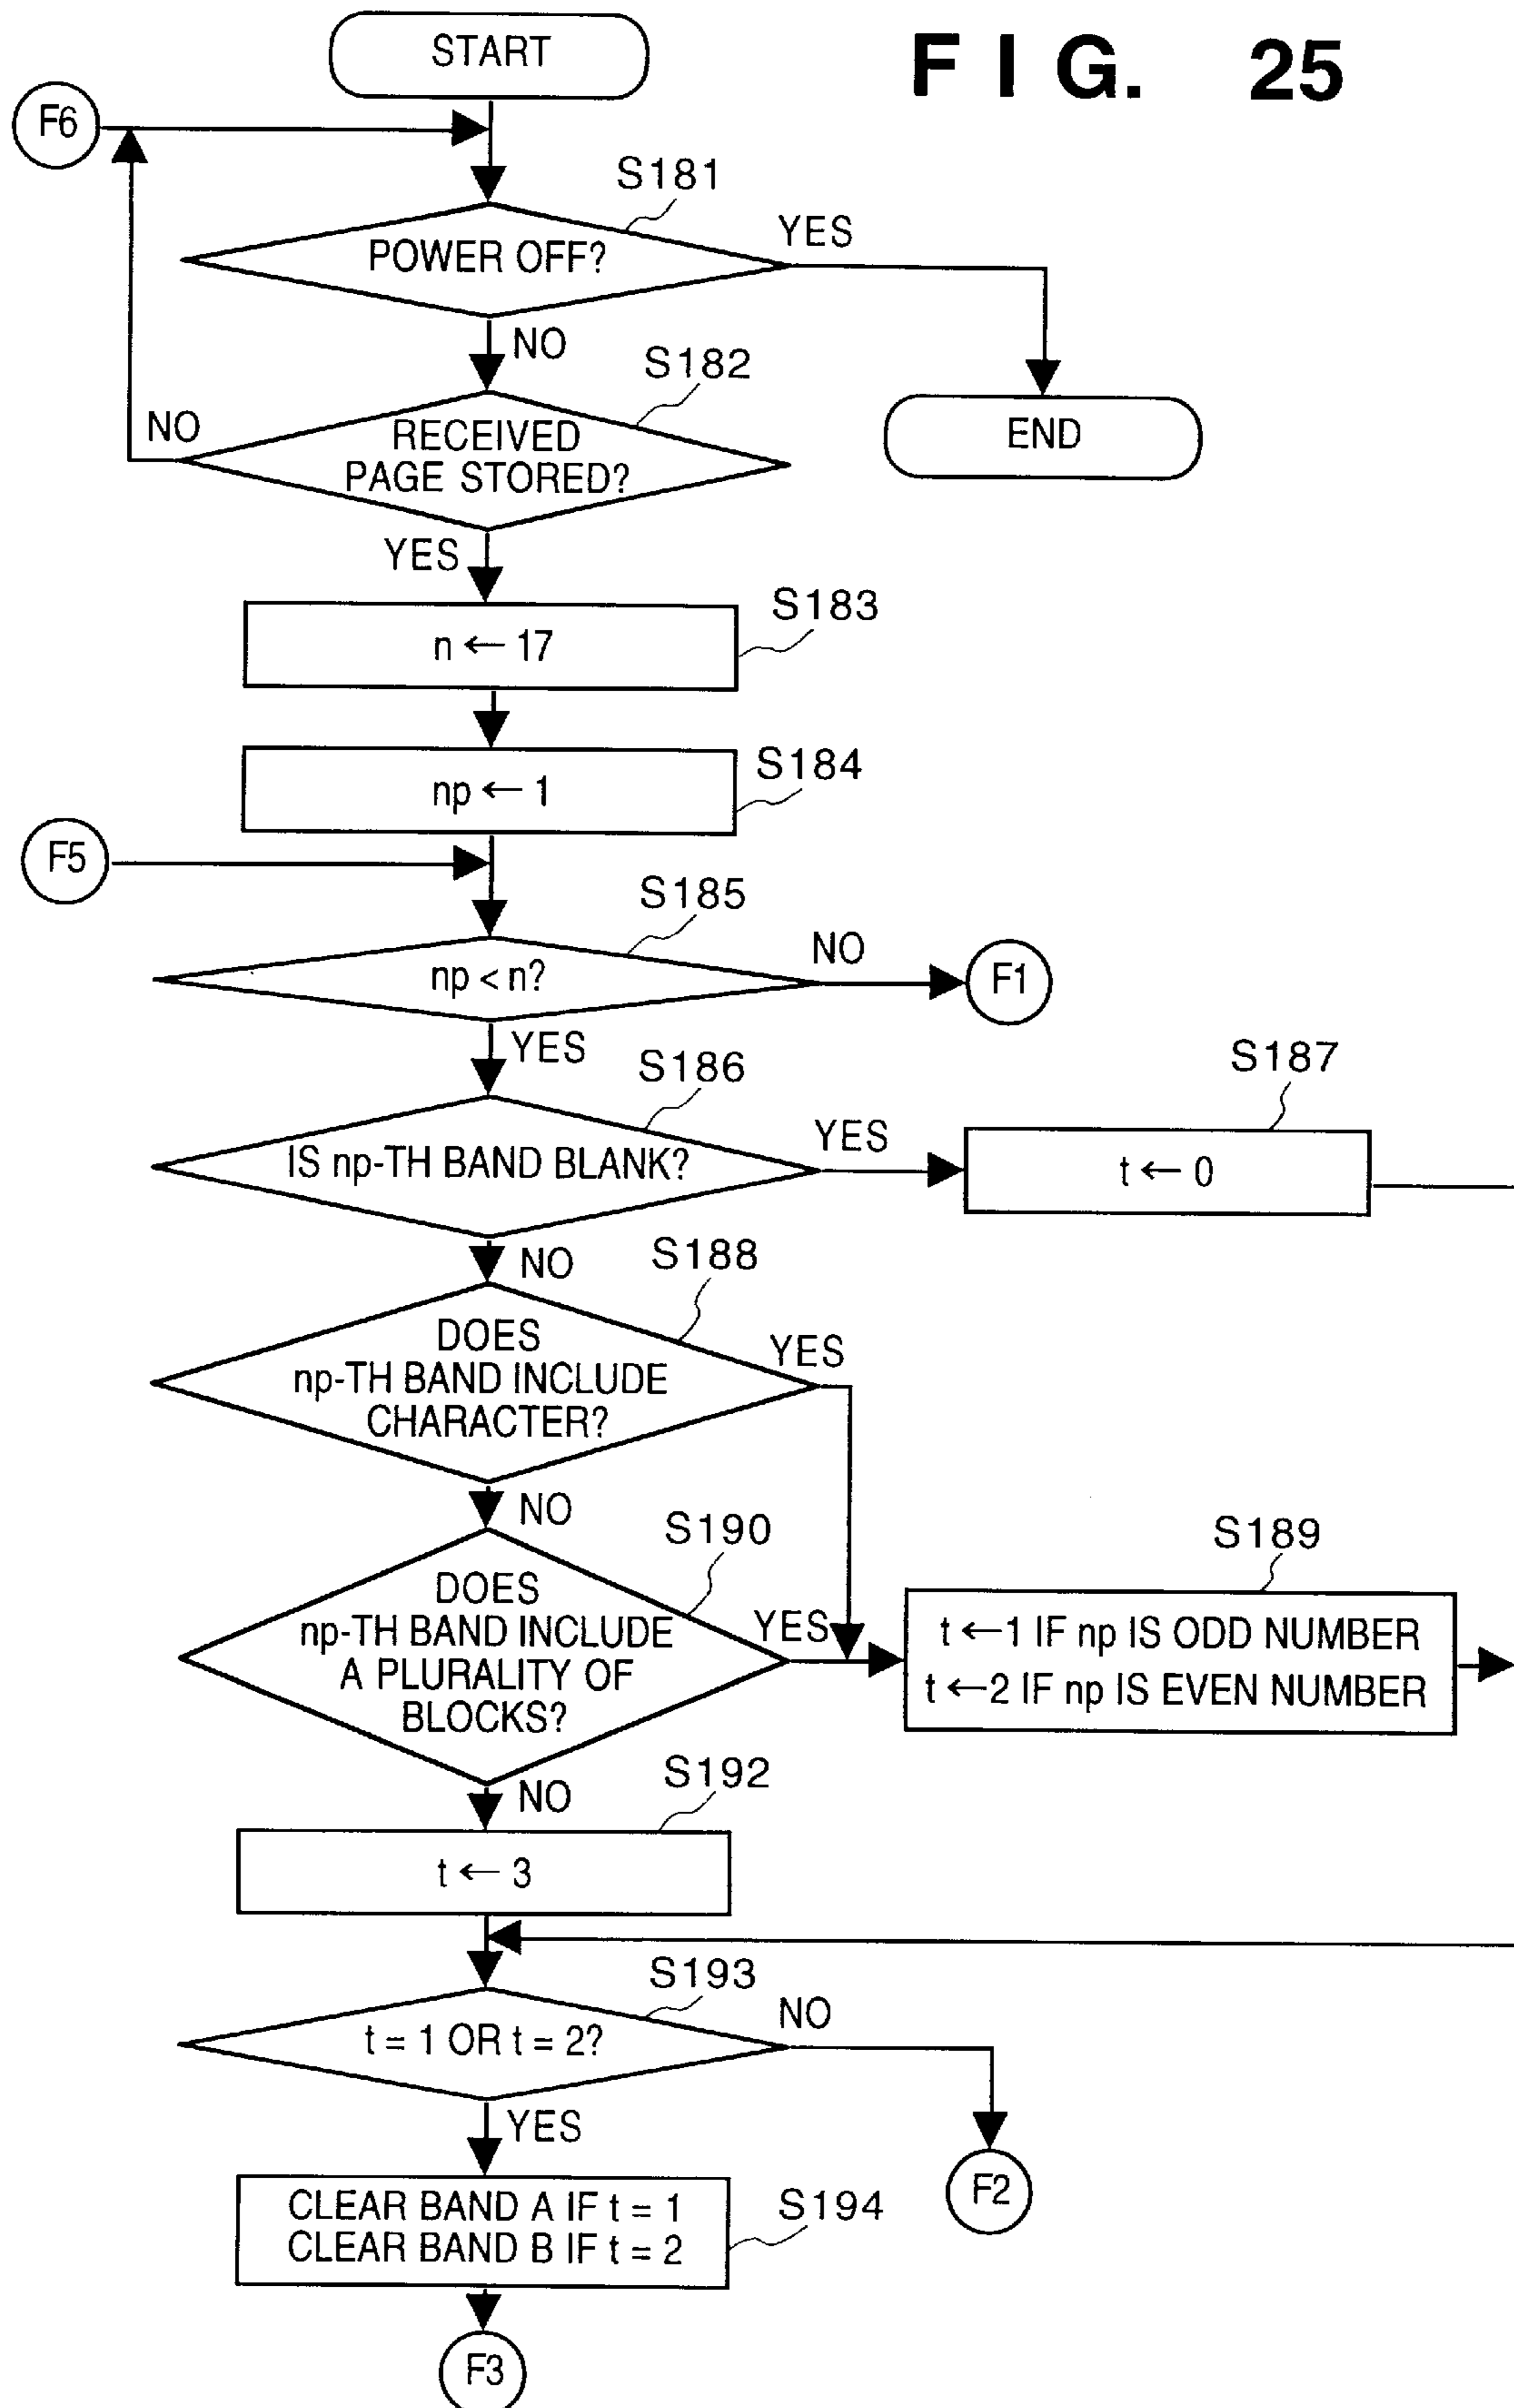 START
F I G. 25
F6
S181
POWER OFF?
YES
NO
S182
NO
RECEIVED
PAGE STORED?
END
YES
S183
n ← 17
S184
np ← 1
F5
S185
np < n?
NO
F1
YES
S186
IS np-TH BAND BLANK?
YES
S187
t ← 0
NO
S188
DOES
np-TH BAND INCLUDE
CHARACTER?
YES
NO
S190
DOES
np-TH BAND INCLUDE
A PLURALITY OF
BLOCKS?
YES
S189
t ←1 IF np IS ODD NUMBER
t ←2 IF np IS EVEN NUMBER
NO
S192
t ← 3
S193
t = 1 OR t = 2?
NO
YES
F2
CLEAR BAND A IF t = 1
CLEAR BAND B IF t = 2
S194
F3